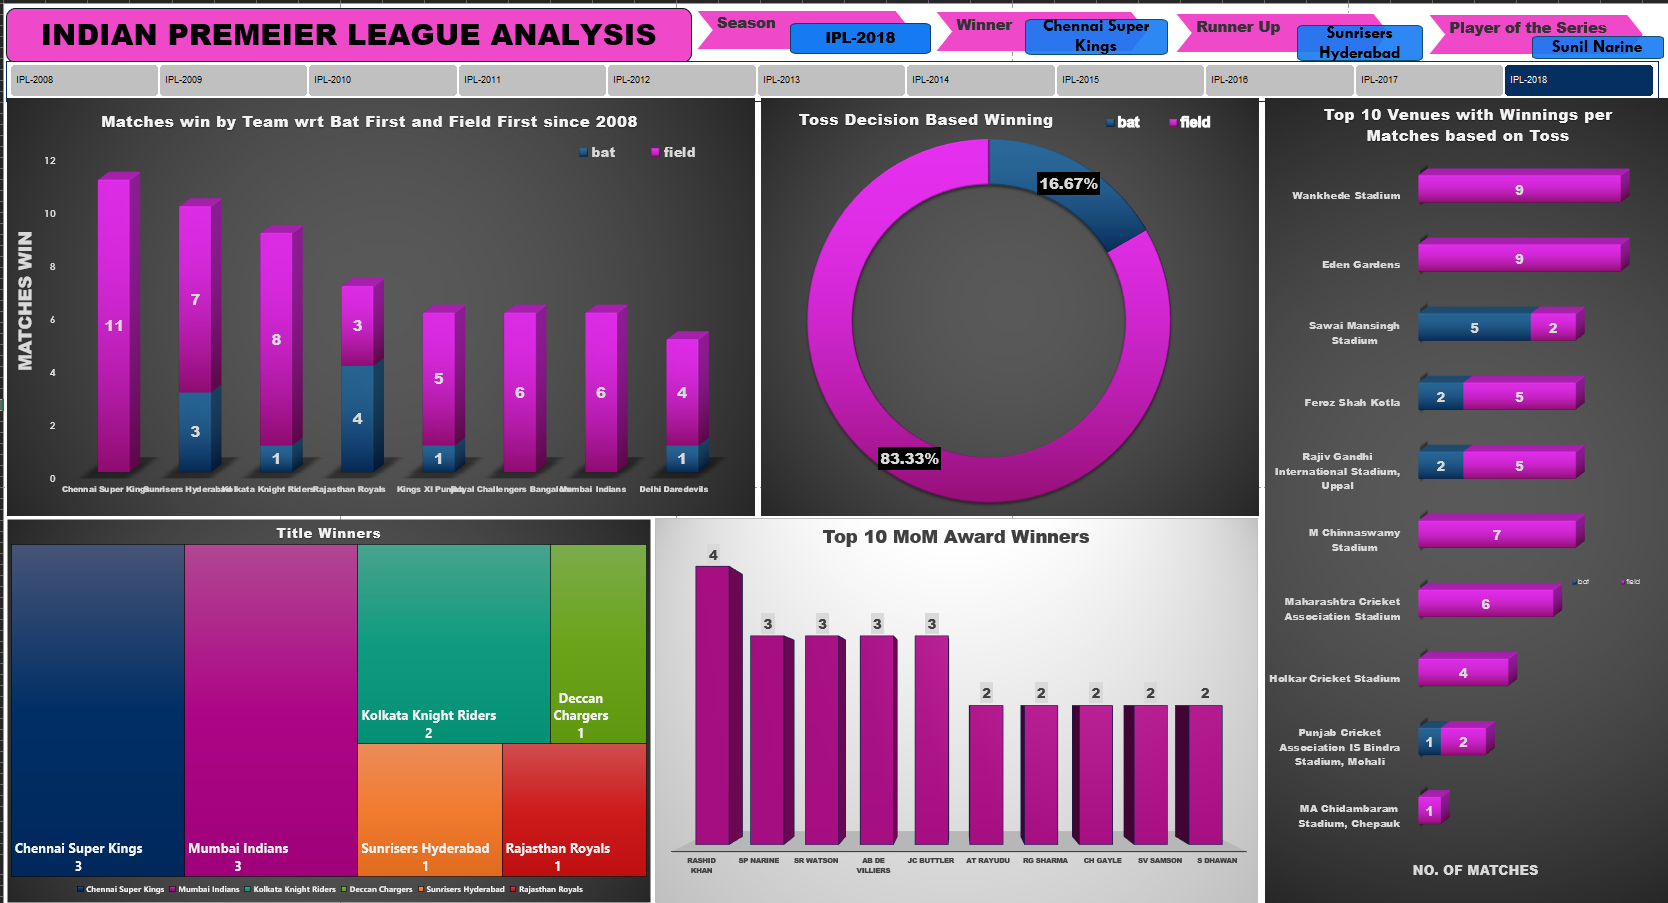 INDIAN PREMEIER LEAGUE ANALYSIS
Season
IPL-2018
Winner
Chennai Super
Kings
Runner Up
Sunrisers
Hyderabad
Player of the Series
Sunil Narine
IPL-2008
IPL-2009
IPL-2010
IPL-2011
IPL-2012
IPL-2013
IPL-2014
IPL-2015
IPL-2016
IPL-2017
IPL-2018
Matches win by Team wrt Bat First and Field First since 2008
bat
field
MATCHES WIN
12
10
8
6
4
2
0
11
7
3
8
1
3
4
5
1
6
6
4
1
Chennai Super Kings
Sunrisers Hyderabad
Kolkata Knight Riders
Rajasthan Royals
Kings XI Punjab
Royal Challengers Bangalore
Mumbai Indians
Delhi Daredevils
Toss Decision Based Winning
bat
field
16.67%
83.33%
Top 10 Venues with Winnings per
Matches based on Toss
Wankhede Stadium
9
Eden Gardens
9
Sawai Mansingh
Stadium
5
2
Feroz Shah Kotla
2
5
Rajiv Gandhi
International Stadium,
Uppal
2
5
M Chinnaswamy
Stadium
7
bat
field
Maharashtra Cricket
Association Stadium
6
Holkar Cricket Stadium
4
Punjab Cricket
Association IS Bindra
Stadium, Mohali
1
2
MA Chidambaram
Stadium, Chepauk
1
NO. OF MATCHES
Title Winners
Chennai Super Kings
3
Mumbai Indians
3
Kolkata Knight Riders
2
Deccan
Chargers
1
Sunrisers Hyderabad
1
Rajasthan Royals
1
Chennai Super Kings
Mumbai Indians
Kolkata Knight Riders
Deccan Chargers
Sunrisers Hyderabad
Rajasthan Royals
Top 10 MoM Award Winners
4
3
3
3
3
2
2
2
2
2
RASHID
KHAN
SP NARINE
SR WATSON
AB DE
VILLIERS
JC BUTTLER
AT RAYUDU
RG SHARMA
CH GAYLE
SV SAMSON
S DHAWAN